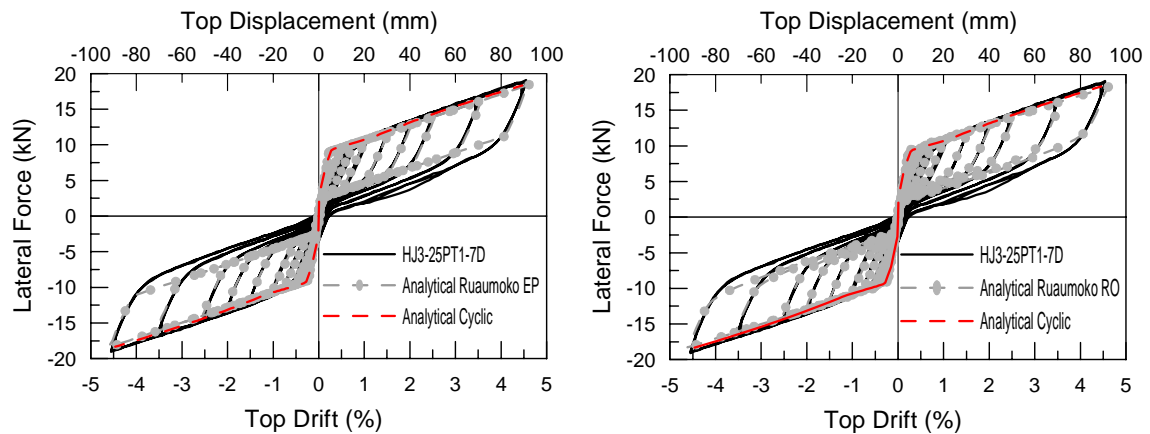 Top Displacement (mm)
-100 -80 -60 -40 -20 0 20 40 60 80 100
20
15
10
5
0
-5
-10
-15
-20
Lateral Force (kN)
HJ3-25PT1-7D
Analytical Ruaumoko EP
Analytical Cyclic
-5 -4 -3 -2 -1 0 1 2 3 4 5
Top Drift (%)
Top Displacement (mm)
-100 -80 -60 -40 -20 0 20 40 60 80 100
20
15
10
5
0
-5
-10
-15
-20
Lateral Force (kN)
HJ3-25PT1-7D
Analytical Ruaumoko RO
Analytical Cyclic
-5 -4 -3 -2 -1 0 1 2 3 4 5
Top Drift (%)